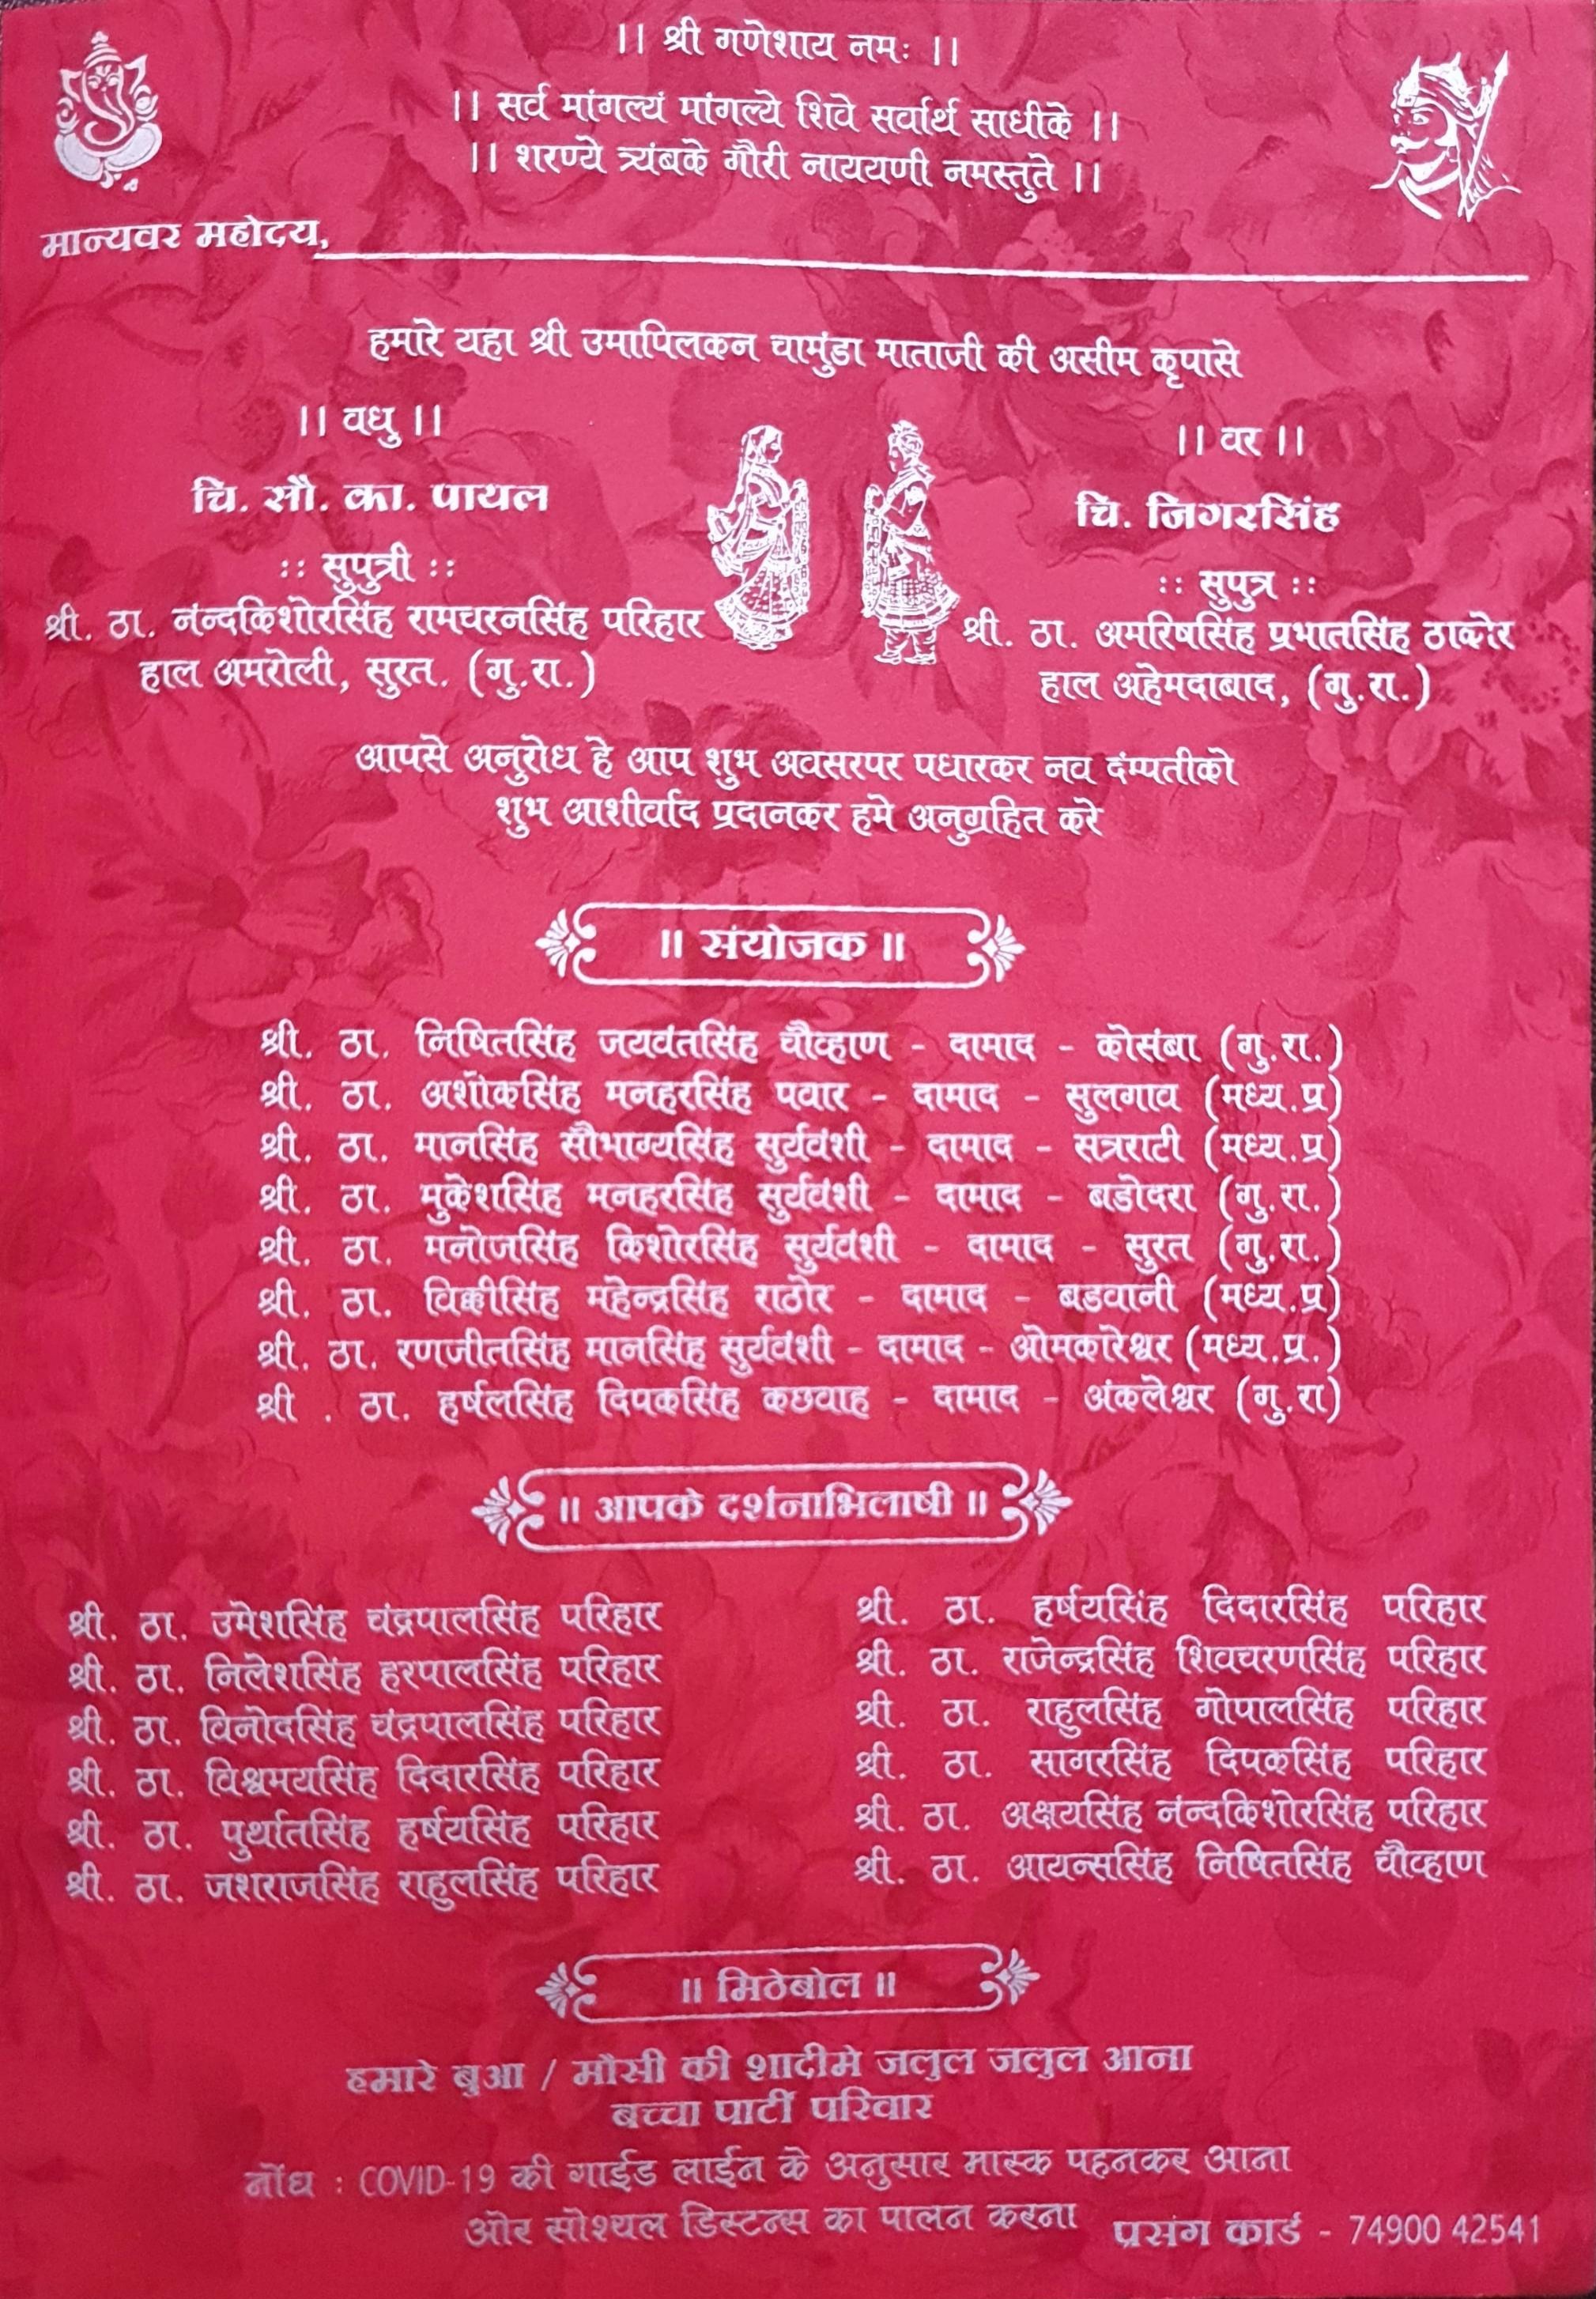 ।। श्री गणेशाय नमः ।।
।। सर्व मांगल्यं मांगल्ये शिवे सर्वार्थ साधीके ।।
।। शरण्ये त्र्यंबके गौरी नाययणी नमस्तुते ।।
मान्यवर महोदय,
हमारे यहा श्री उमापिलकन चामुंडा माताजी की असीम कृपासे
।। वधु ।।
चि. सौ. का. पायल
:: सुपुत्री ::
श्री. ठा. नंन्दकिशोरसिंह रामचरनसिंह परिहार
हाल अमरोली, सुरत. (गु.रा.)
।। वर ।।
चि. जिगरसिंह
:: सुपुत्र ::
श्री. ठा. अमरिषसिंह प्रभातसिंह ठाकोर
हाल अहेमदाबाद, (गु.रा.)
आपसे अनुरोध हे आप शुभ अवसरपर पधारकर नव दंम्पतीको
शुभ आशीर्वाद प्रदानकर हमे अनुग्रहित करे
॥ संयोजक ॥
श्री. ठा. निषितसिंह जयवंतसिंह चौव्हाण - दामाद - कोसंबा (गु.रा.)
श्री. ठा. अशोकसिंह मनहरसिंह पवार - दामाद - सुलगाव (मध्य.प्र)
श्री. ठा. मानसिंह सौभाग्यसिंह सुर्यवंशी - दामाद - सत्रराटी (मध्य.प्र)
श्री. ठा. मुकेशसिंह मनहरसिंह सुर्यवंशी - दामाद - बडोदरा (गु.रा.)
श्री. ठा. मनोजसिंह किशोरसिंह सुर्यवंशी - दामाद - सुरत (गु.रा.)
श्री. ठा. विक्कीसिंह महेन्द्रसिंह राठोर - दामाद - बडवानी (मध्य.प्र)
श्री. ठा. रणजीतसिंह मानसिंह सुर्यवंशी - दामाद - ओमकारेश्वर (मध्य.प्र.)
श्री . ठा. हर्षलसिंह दिपकसिंह कछवाह - दामाद - अंकलेश्वर (गु.रा)
॥ आपके दर्शनाभिलाषी ॥
श्री. ठा. उमेशसिंह चंद्रपालसिंह परिहार
श्री. ठा. निलेशसिंह हरपालसिंह परिहार
श्री. ठा. विनोदसिंह चंद्रपालसिंह परिहार
श्री. ठा. विश्वमयसिंह दिदारसिंह परिहार
श्री. ठा. पुर्थातसिंह हर्षयसिंह परिहार
श्री. ठा. जशराजसिंह राहुलसिंह परिहार
श्री. ठा. हर्षयसिंह दिदारसिंह परिहार
श्री. ठा. राजेन्द्रसिंह शिवचरणसिंह परिहार
श्री. ठा. राहुलसिंह गोपालसिंह परिहार
श्री. ठा. सागरसिंह दिपकसिंह परिहार
श्री. ठा. अक्षयसिंह नंन्दकिशोरसिंह परिहार
श्री. ठा. आयन्ससिंह निषितसिंह चौव्हाण
॥ मिठेबोल ॥
हमारे बुआ / मौसी की शादीमे जलुल जलुल आना
बच्चा पार्टी परिवार
नोंध : COVID-19 की गाईड लाईन के अनुसार मास्क पहनकर आना
ओर सोश्यल डिस्टन्स का पालन करना
प्रसंग कार्ड - 74900 42541